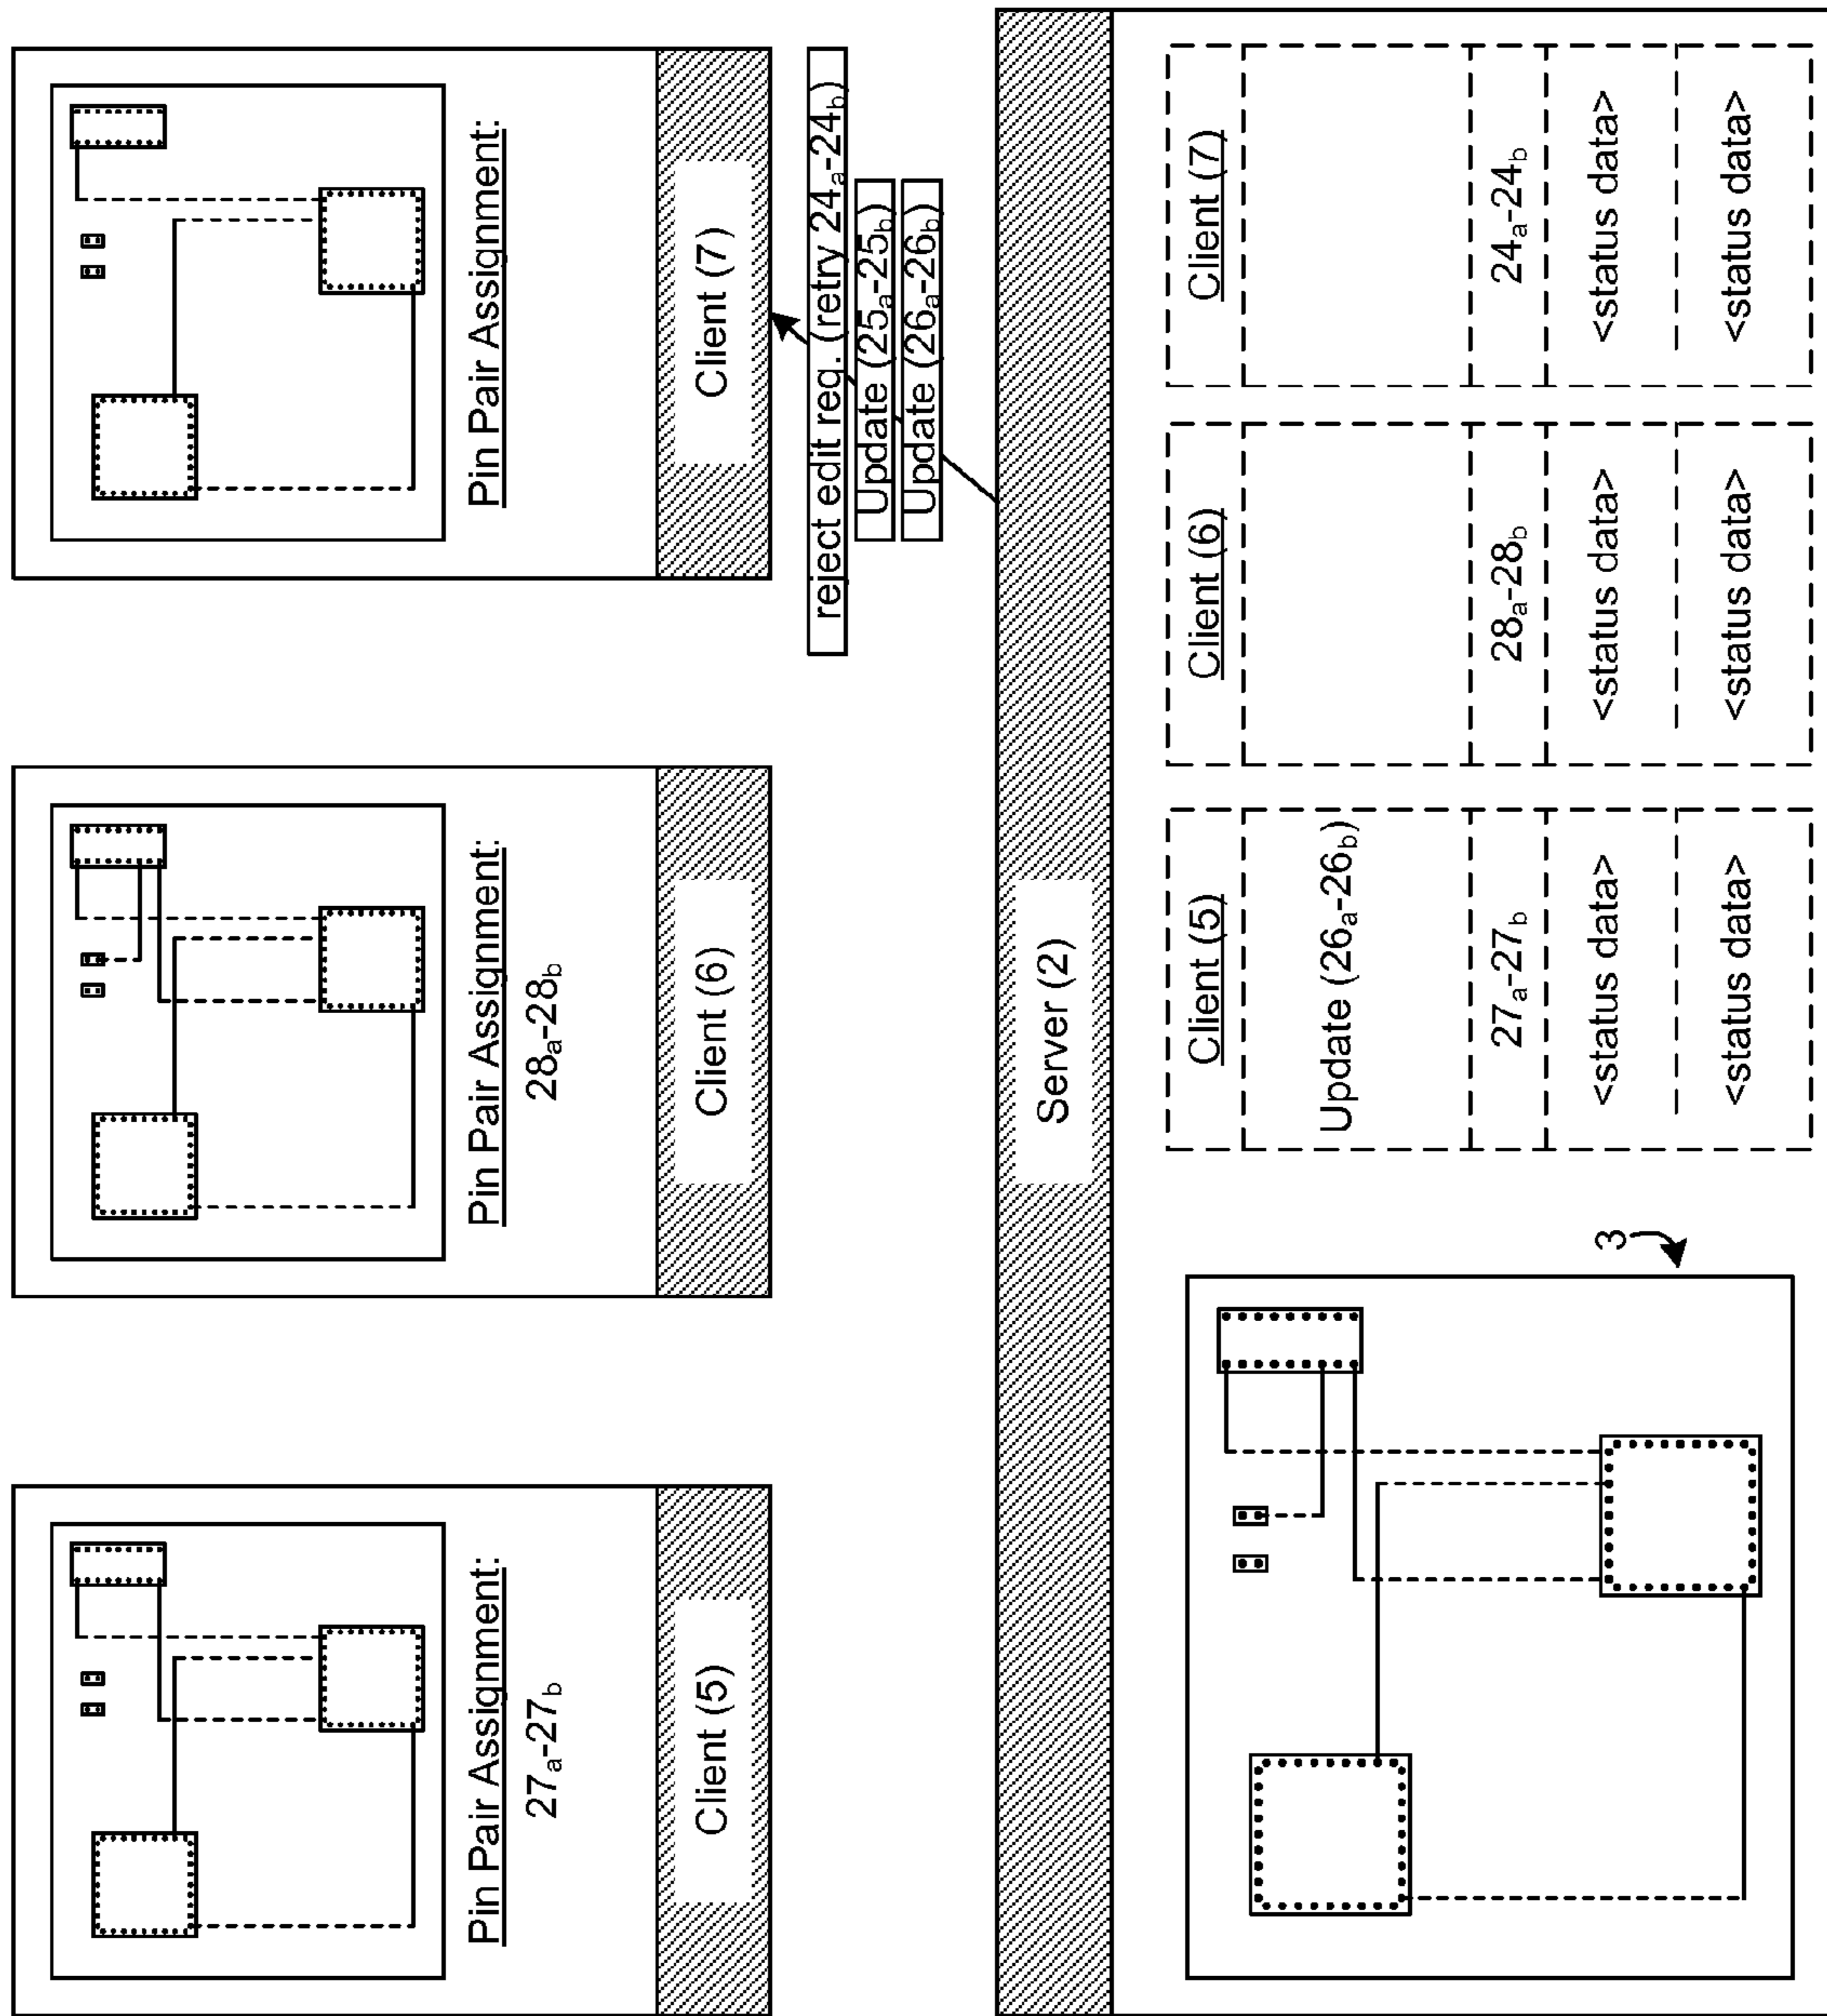 Pin Pair Assignment:
27a-27b
Client (5)
Pin Pair Assignment:
28a-28b
Client (6)
Pin Pair Assignment:
Client (7)
reject edit req. (retry 24a-24b)
Update (25a-25b)
Update (26a-26b)
Server (2)
3
Client (5)
Update (26a-26b)
27a-27b
<status data>
<status data>
Client (6)
28a-28b
<status data>
<status data>
Client (7)
24a-24b
<status data>
<status data>